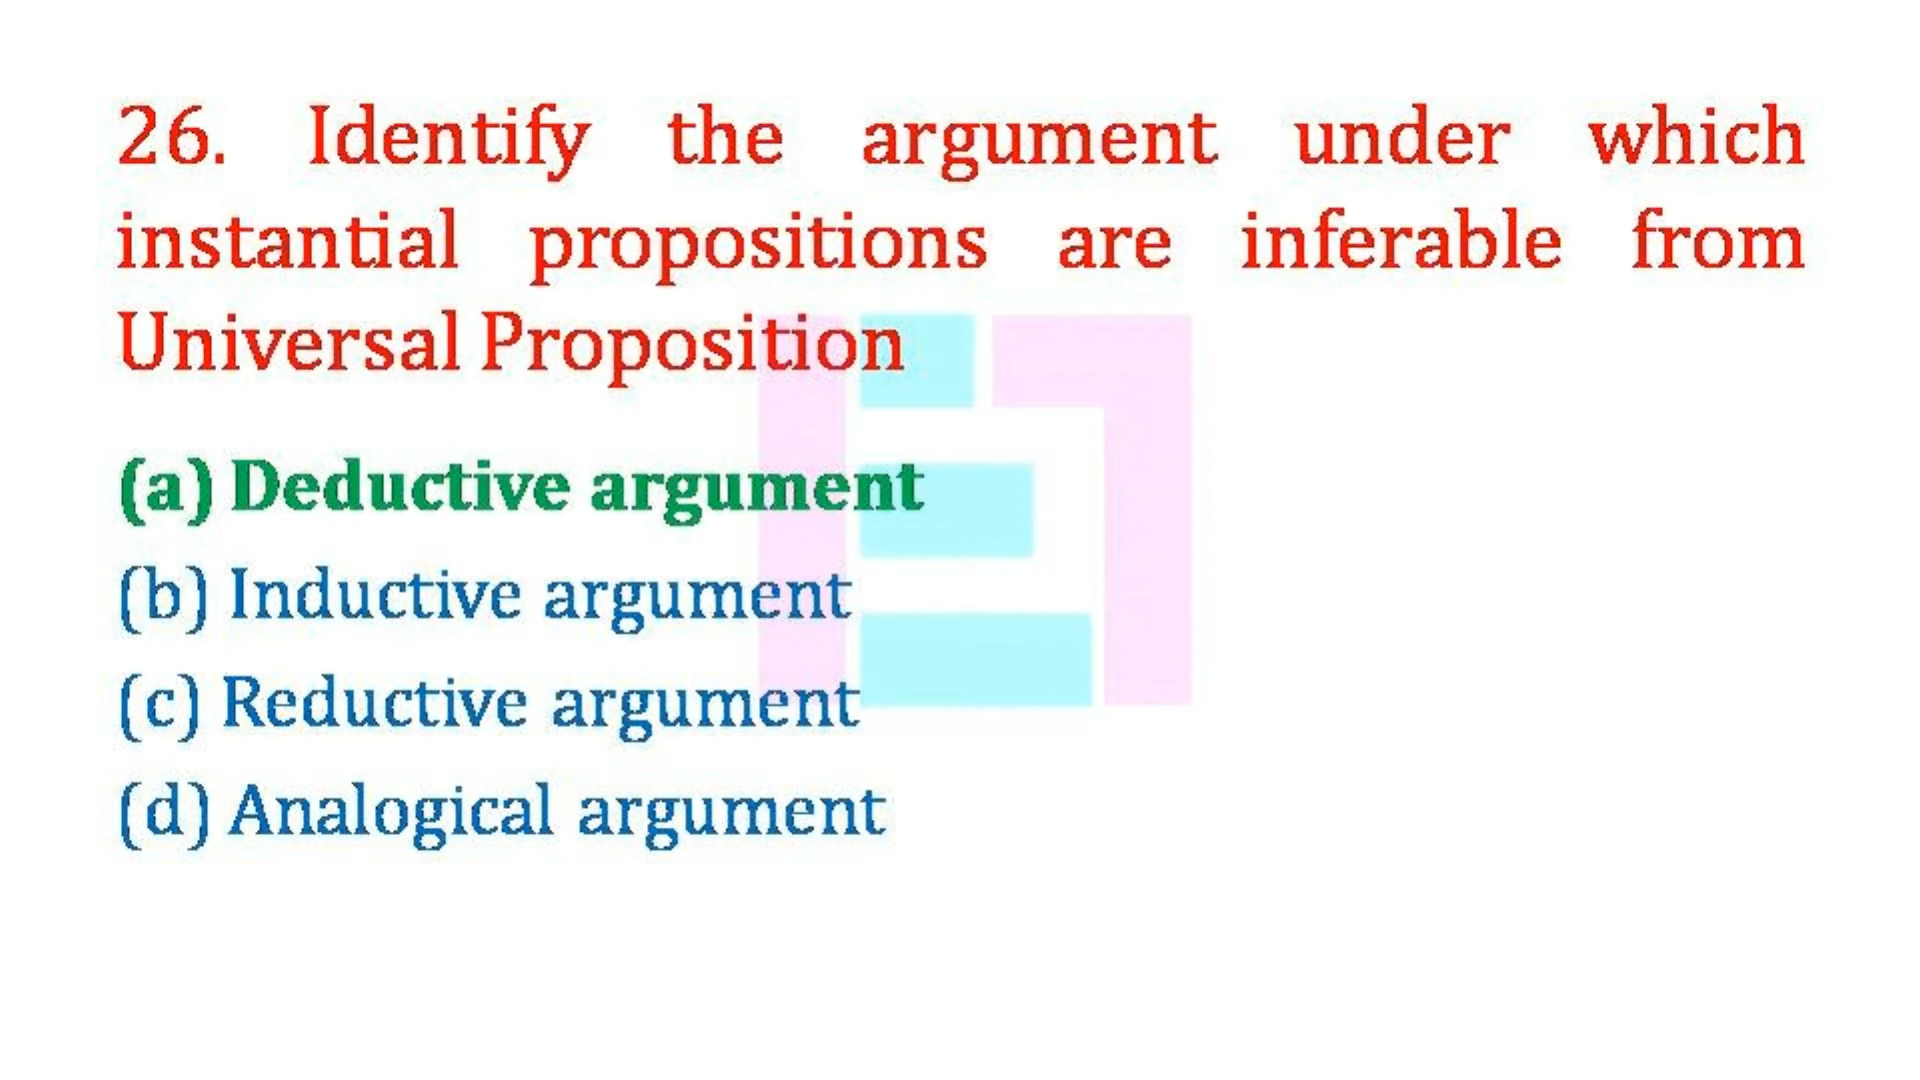 26. Identify the argument under which
instantial propositions are inferable from
Universal Proposition
(a) Deductive argument
(b) Inductive argument
(c) Reductive argument
(d) Analogical argument